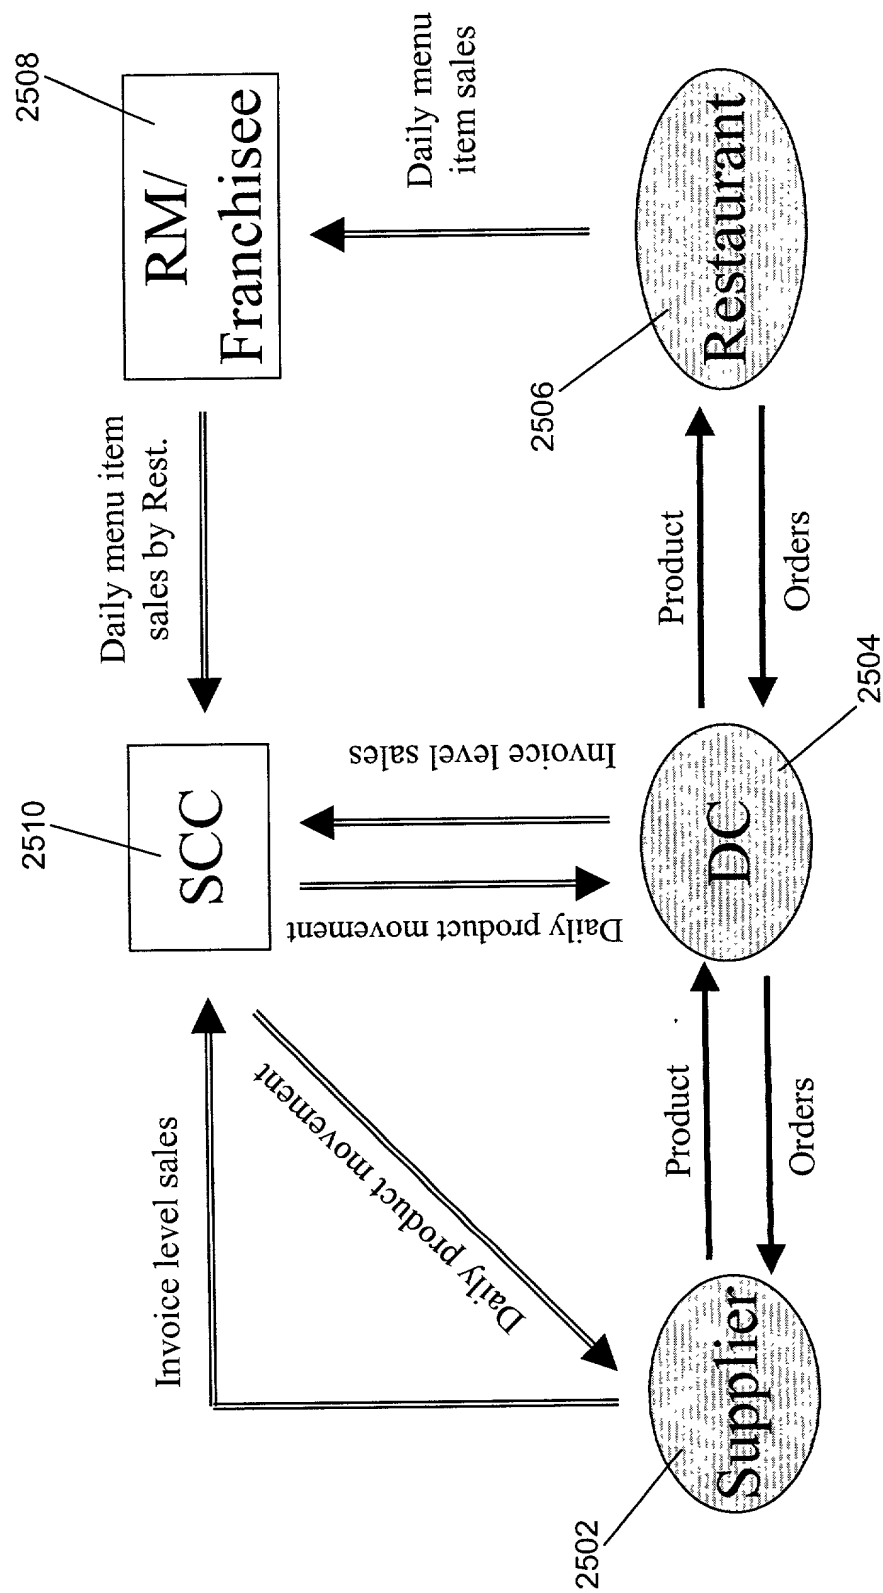 2510
2508
SCC
RM/
Franchisee
Invoice level sales
Daily menu item
sales by Rest.
Daily product movement
Daily product movement
Invoice level sales
Daily menu
item sales
2502
2506
Supplier
Product
DC
Product
Restaurant
Orders
2504
Orders